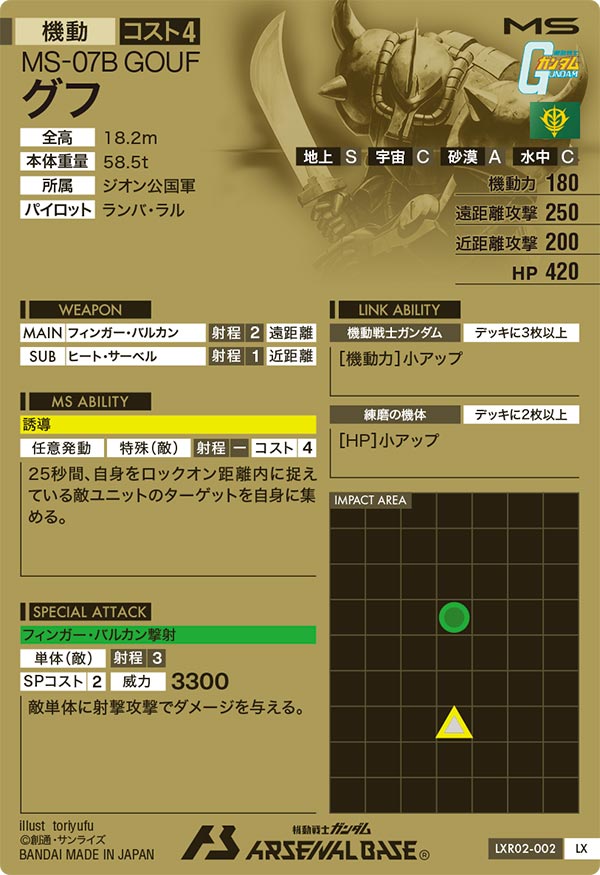 機動 コスト4
MS
MS-07B GOUF
グフ
機動戦士ガンダム
GUNDAM
全高 18.2m
本体重量 58.5t
所属 ジオン公国軍
パイロット ランバ・ラル
地上 S 宇宙 C 砂漠 A 水中 C
機動力 180
遠距離攻撃 250
近距離攻撃 200
HP 420
WEAPON
MAIN フィンガー・バルカン 射程 2 遠距離
SUB ヒート・サーベル 射程 1 近距離
MS ABILITY
誘導
任意発動 特殊(敵) 射程 ー コスト 4
25秒間、自身をロックオン距離内に捉え
ている敵ユニットのターゲットを自身に集
める。
SPECIAL ATTACK
フィンガー・バルカン撃射
単体(敵) 射程 3
SPコスト 2 威力 3300
敵単体に射撃攻撃でダメージを与える。
LINK ABILITY
機動戦士ガンダム デッキに3枚以上
[機動力]小アップ
練磨の機体 デッキに2枚以上
[HP]小アップ
IMPACT AREA
illust toriyufu
©創通・サンライズ
BANDAI MADE IN JAPAN
機動戦士ガンダム
ARSENAL BASE®
LXR02-002 LX